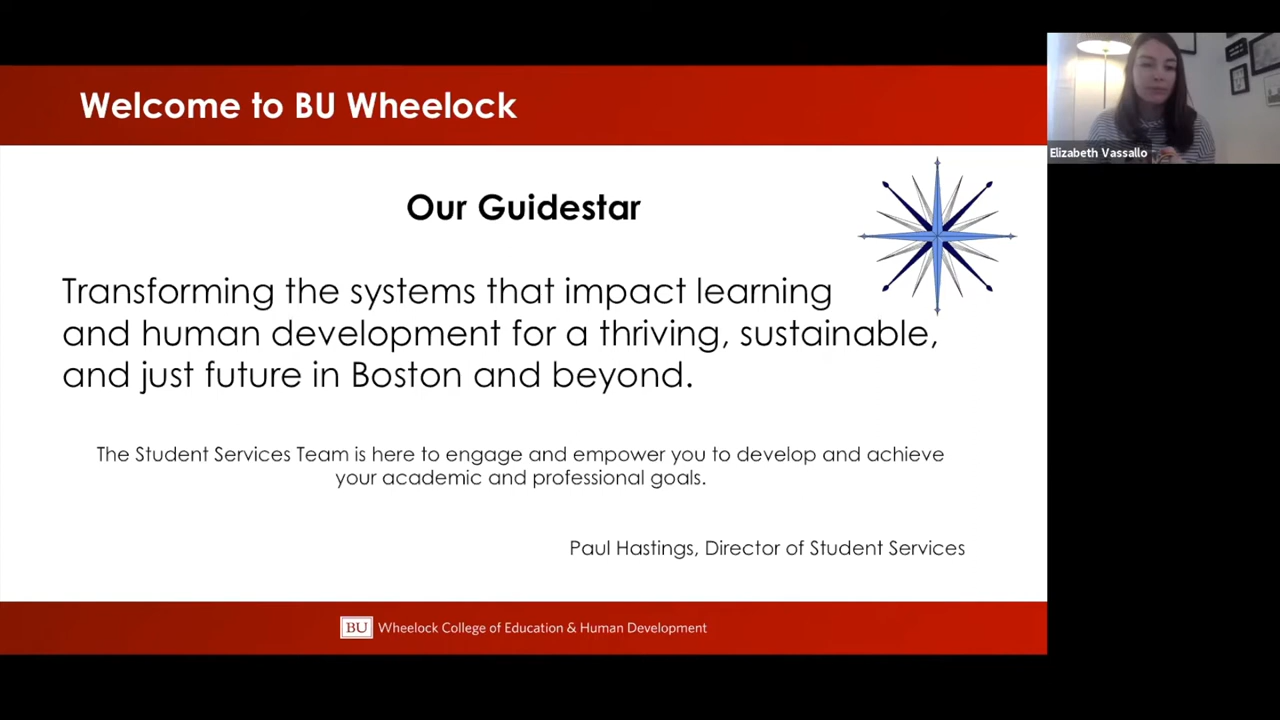 Welcome to BU Wheelock
Elizabeth Vassallo
Our Guidestar
Transforming the systems that impact learning
and human development for a thriving, sustainable,
and just future in Boston and beyond.
The Student Services Team is here to engage and empower you to develop and achieve
your academic and professional goals.
Paul Hastings, Director of Student Services
BU Wheelock College of Education & Human Development